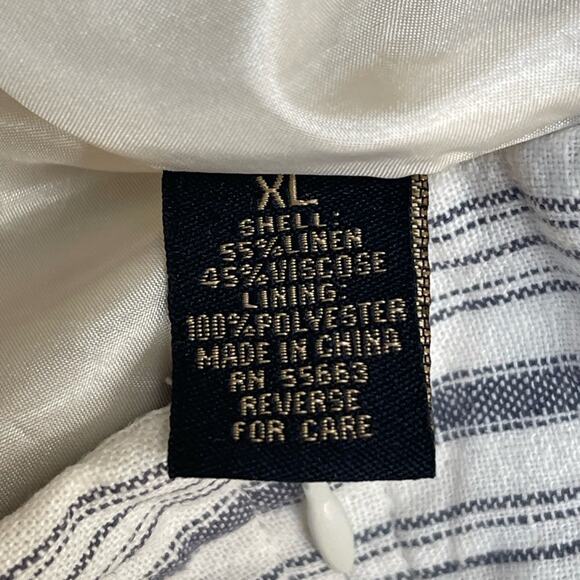 XL
SHELL:
55%LINEN
45%VISCOSE
LINING:
100%POLYESTER
MADE IN CHINA
RN 55663
REVERSE
FOR CARE